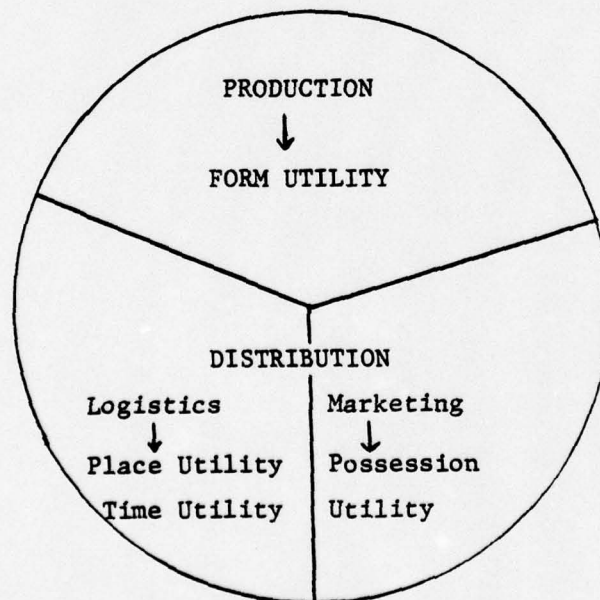 PRODUCTION
↓
FORM UTILITY
DISTRIBUTION
Logistics
↓
Place Utility
Time Utility
Marketing
↓
Possession
Utility